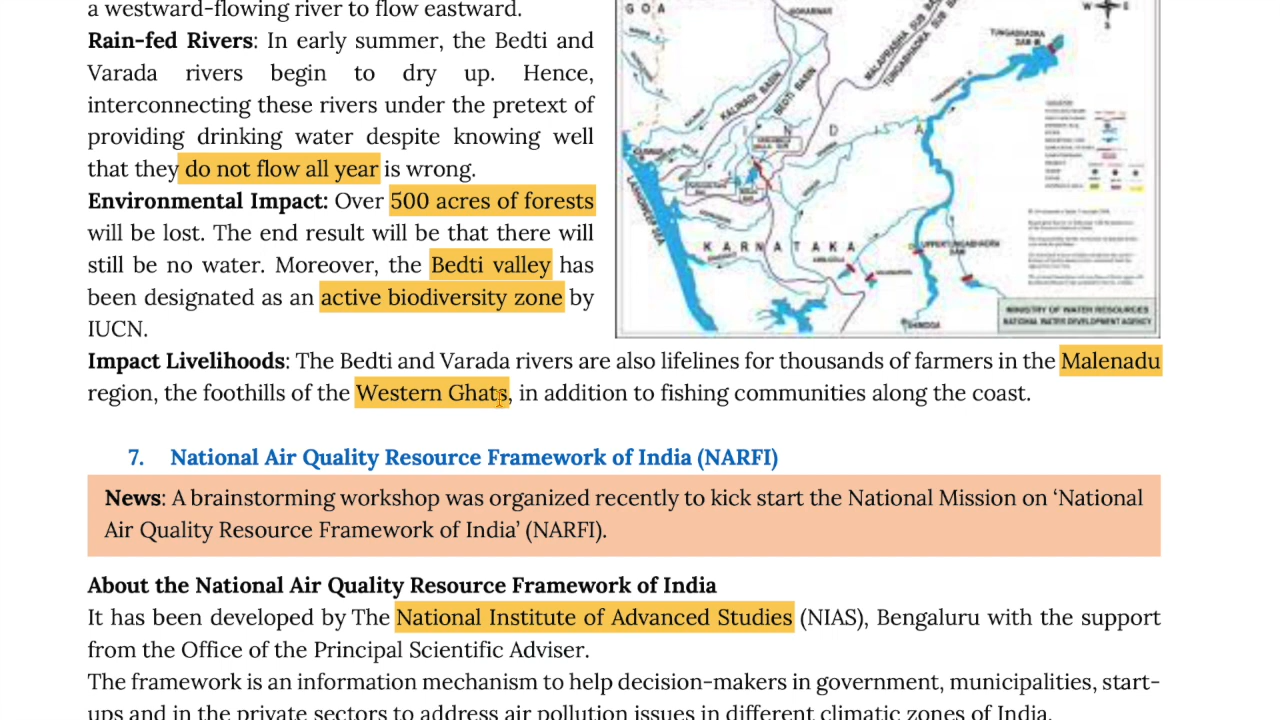 a westward-flowing river to flow eastward.
Rain-fed Rivers: In early summer, the Bedti and
Varada rivers begin to dry up. Hence,
interconnecting these rivers under the pretext of
providing drinking water despite knowing well
that they do not flow all year is wrong.
Environmental Impact: Over 500 acres of forests
will be lost. The end result will be that there will
still be no water. Moreover, the Bedti valley has
been designated as an active biodiversity zone by
IUCN.
GOA
W E
S
MALAPRABHA SUB
TUNGABHADRA SUB
TUNGABHADRA
KALINADI BASIN
BEDTI BASIN
INDIA
KARNATAKA
SHIMOGA
MINISTRY OF WATER RESOURCES
NATIONAL WATER DEVELOPMENT AGENCY
Impact Livelihoods: The Bedti and Varada rivers are also lifelines for thousands of farmers in the Malenadu
region, the foothills of the Western Ghats, in addition to fishing communities along the coast.
7. National Air Quality Resource Framework of India (NARFI)
News: A brainstorming workshop was organized recently to kick start the National Mission on ‘National
Air Quality Resource Framework of India’ (NARFI).
About the National Air Quality Resource Framework of India
It has been developed by The National Institute of Advanced Studies (NIAS), Bengaluru with the support
from the Office of the Principal Scientific Adviser.
The framework is an information mechanism to help decision-makers in government, municipalities, start-
ups and in the private sectors to address air pollution issues in different climatic zones of India.